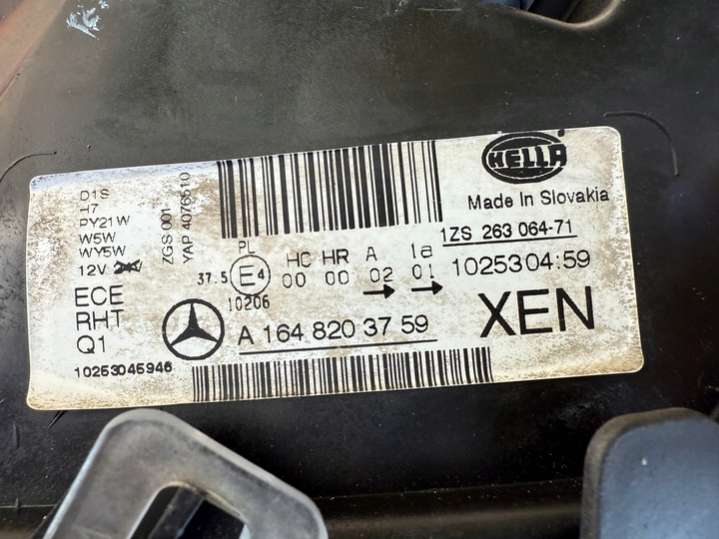 D1S
H7
PY21W
W5W
WY5W
12V 24V
ECE
RHT
Q1
10253045946
ZGS 001
YAP 4076510
PL
37.5 E4
10206
HC HR A 1a
00 00 02 01
A 164 820 37 59
HELLA
Made In Slovakia
1ZS 263 064-71
102530 04:59
XEN